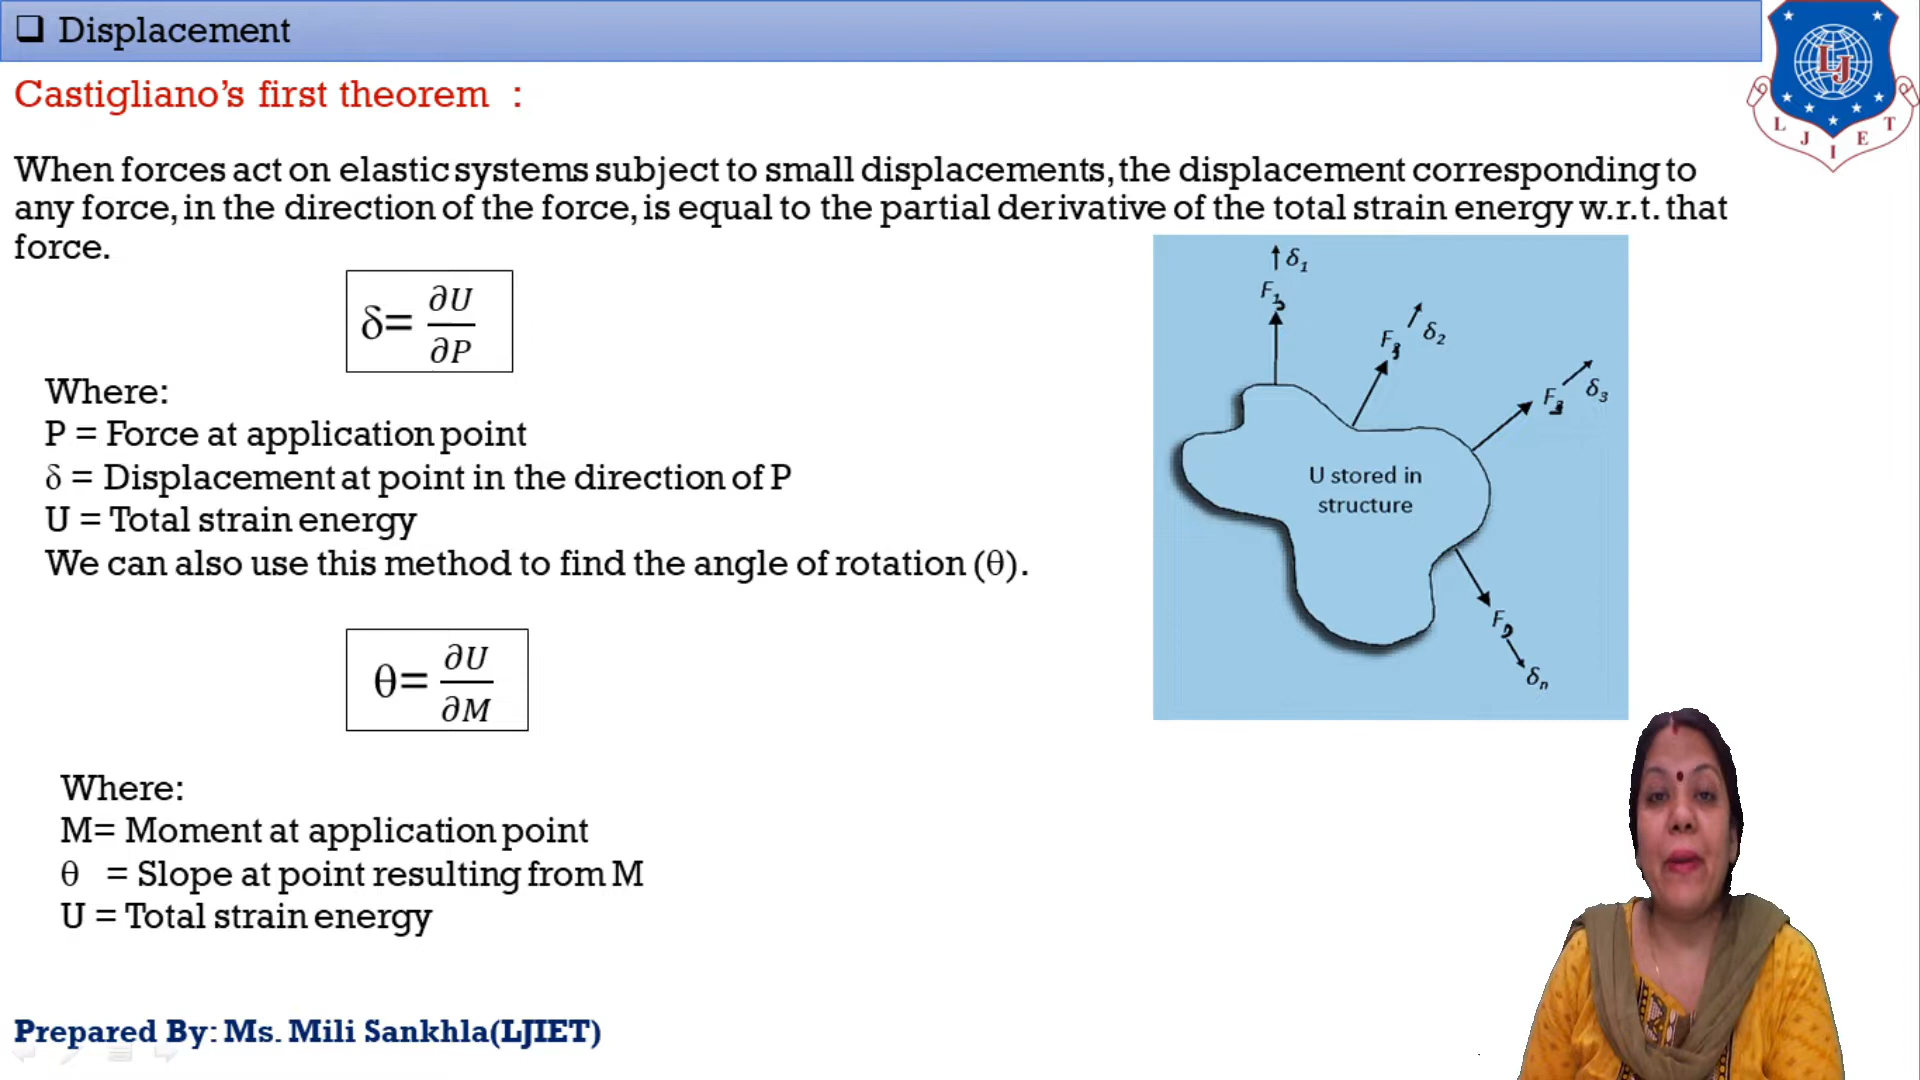 ❑ Displacement
Castigliano's first theorem :
When forces act on elastic systems subject to small displacements, the displacement corresponding to
any force, in the direction of the force, is equal to the partial derivative of the total strain energy w.r.t. that
force.
δ= ∂U/∂P
Where:
P = Force at application point
δ = Displacement at point in the direction of P
U = Total strain energy
We can also use this method to find the angle of rotation (θ).
θ= ∂U/∂M
Where:
M= Moment at application point
θ = Slope at point resulting from M
U = Total strain energy
δ1
F
δ2
F
δ3
F
U stored in
structure
F
δn
LJ
L J I E T
Prepared By: Ms. Mili Sankhla(LJIET)